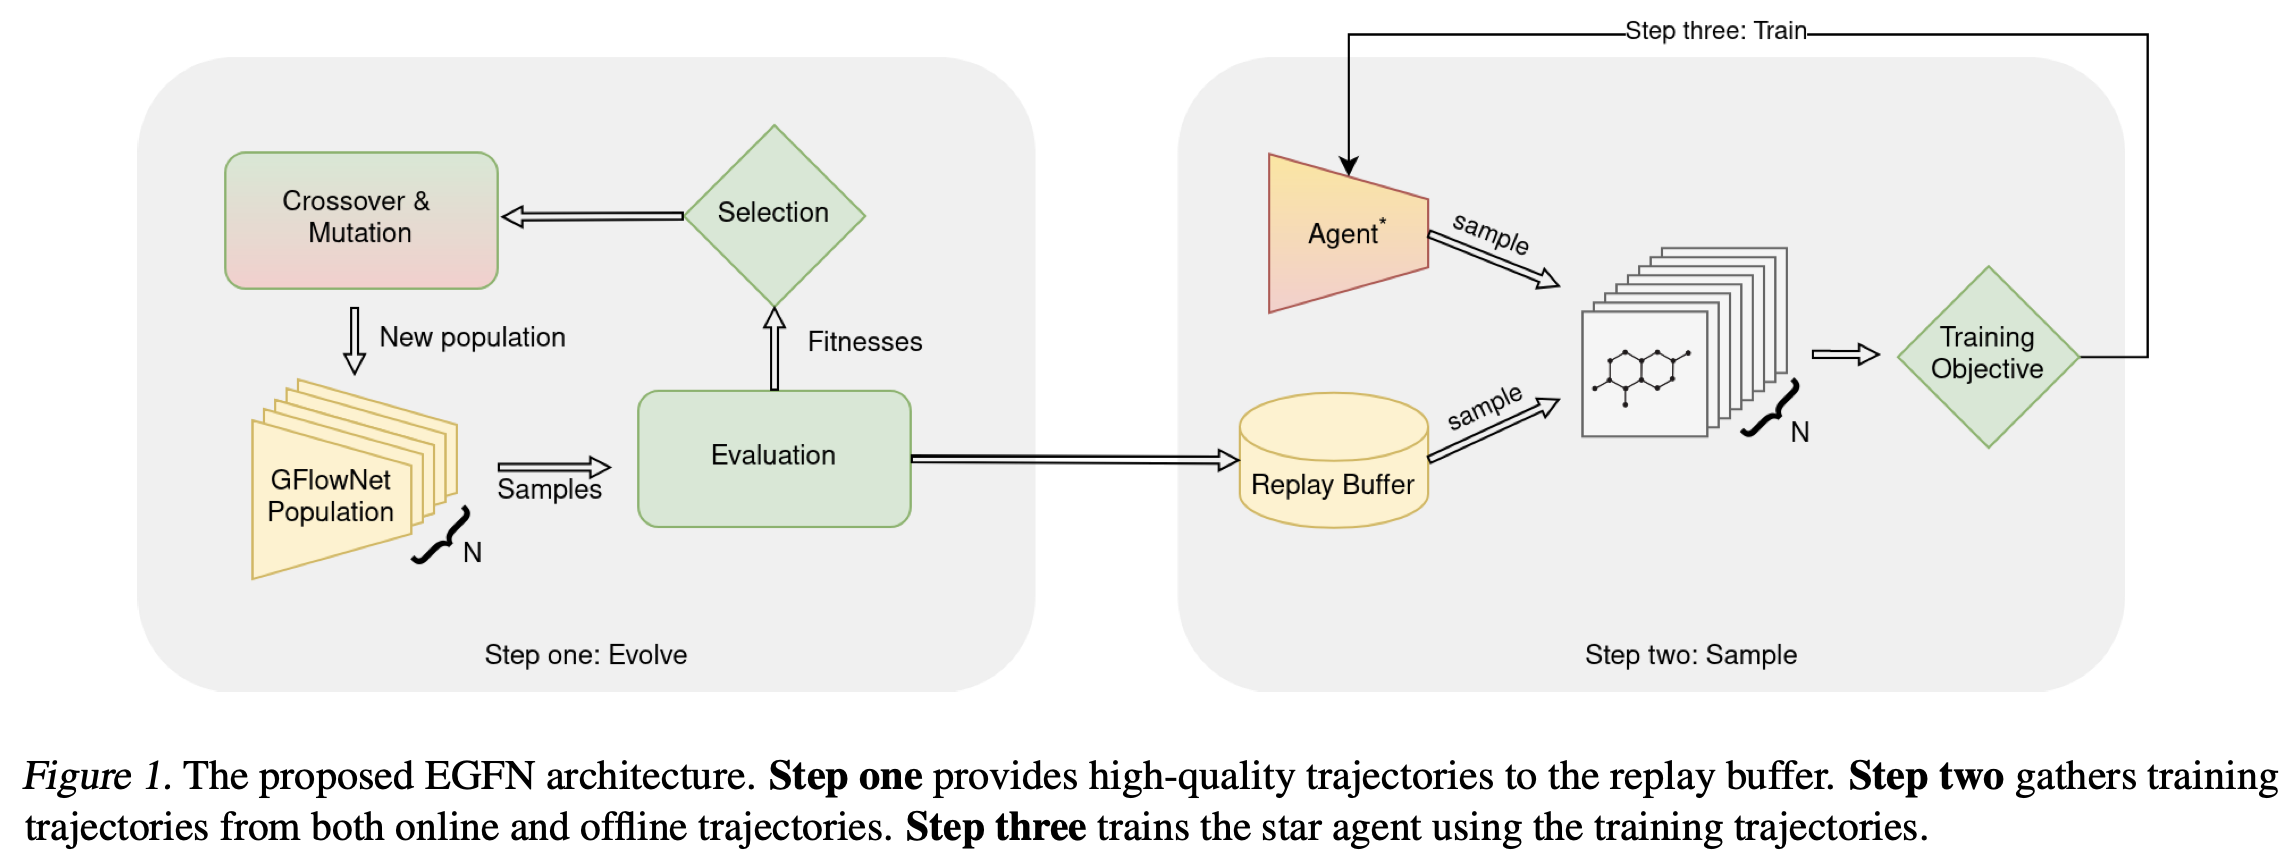 Step three: Train
Crossover &
Mutation
Selection
New population
Fitnesses
GFlowNet
Population
N
Samples
Evaluation
Step one: Evolve
Agent*
sample
Replay Buffer
sample
N
Training
Objective
Step two: Sample
Figure 1. The proposed EGFN architecture. Step one provides high-quality trajectories to the replay buffer. Step two gathers training
trajectories from both online and offline trajectories. Step three trains the star agent using the training trajectories.